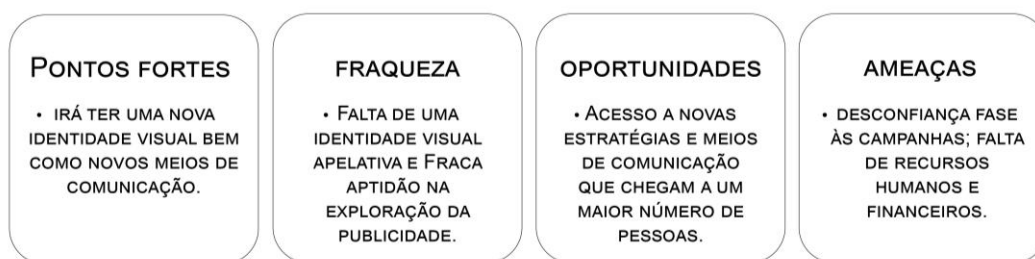 PONTOS FORTES
• IRÁ TER UMA NOVA
IDENTIDADE VISUAL BEM
COMO NOVOS MEIOS DE
COMUNICAÇÃO.
FRAQUEZA
• FALTA DE UMA
IDENTIDADE VISUAL
APELATIVA E FRACA
APTIDÃO NA
EXPLORAÇÃO DA
PUBLICIDADE.
OPORTUNIDADES
• ACESSO A NOVAS
ESTRATÉGIAS E MEIOS
DE COMUNICAÇÃO
QUE CHEGAM A UM
MAIOR NÚMERO DE
PESSOAS.
AMEAÇAS
• DESCONFIANÇA FASE
ÀS CAMPANHAS; FALTA
DE RECURSOS
HUMANOS E
FINANCEIROS.